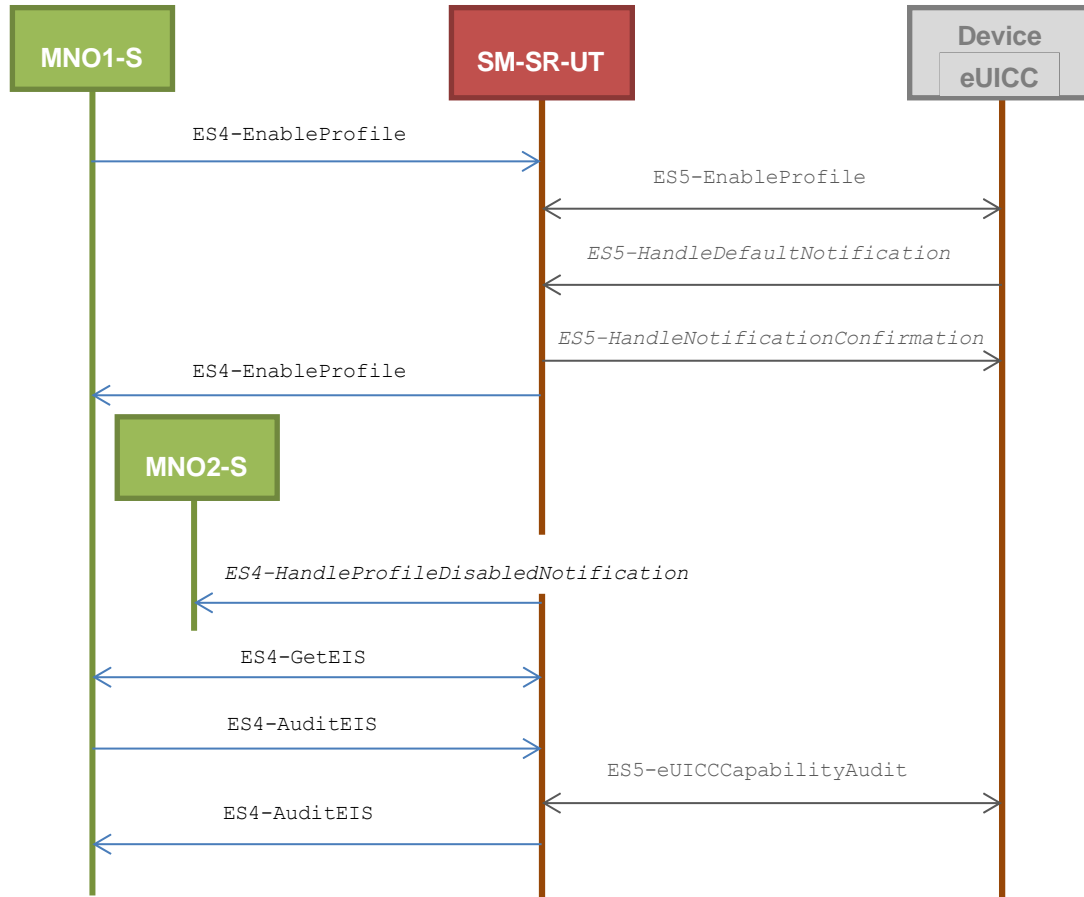 MNO1-S
SM-SR-UT
Device
eUICC
ES4-EnableProfile
ES5-EnableProfile
ES5-HandleDefaultNotification
ES5-HandleNotificationConfirmation
ES4-EnableProfile
MNO2-S
ES4-HandleProfileDisabledNotification
ES4-GetEIS
ES4-AuditEIS
ES5-eUICCCapabilityAudit
ES4-AuditEIS